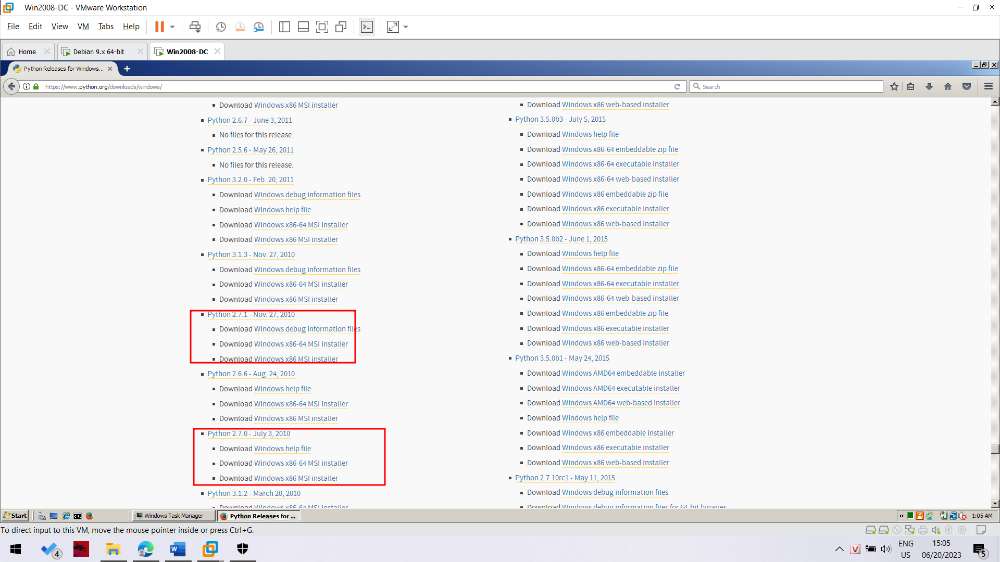 Win2008-DC - VMware Workstation
File Edit View VM Tabs Help
Home
Debian 9.x 64-bit
Win2008-DC
Python Releases for Windows...
https://www.python.org/downloads/windows/
Search
Download Windows x86 MSI installer
Python 2.6.7 - June 3, 2011
No files for this release.
Python 2.5.6 - May 26, 2011
No files for this release.
Python 3.2.0 - Feb. 20, 2011
Download Windows debug information files
Download Windows help file
Download Windows x86-64 MSI installer
Download Windows x86 MSI installer
Python 3.1.3 - Nov. 27, 2010
Download Windows debug information files
Download Windows x86-64 MSI installer
Download Windows x86 MSI installer
Python 2.7.1 - Nov. 27, 2010
Download Windows debug information files
Download Windows x86-64 MSI installer
Download Windows x86 MSI installer
Python 2.6.6 - Aug. 24, 2010
Download Windows help file
Download Windows x86-64 MSI installer
Download Windows x86 MSI installer
Python 2.7.0 - July 3, 2010
Download Windows help file
Download Windows x86-64 MSI installer
Download Windows x86 MSI installer
Python 3.1.2 - March 20, 2010
Download Windows x86-64 MSI installer
Download Windows x86 web-based installer
Python 3.5.0b3 - July 5, 2015
Download Windows help file
Download Windows x86-64 embeddable zip file
Download Windows x86-64 executable installer
Download Windows x86-64 web-based installer
Download Windows x86 embeddable zip file
Download Windows x86 executable installer
Download Windows x86 web-based installer
Python 3.5.0b2 - June 1, 2015
Download Windows help file
Download Windows x86-64 embeddable zip file
Download Windows x86-64 executable installer
Download Windows x86-64 web-based installer
Download Windows x86 embeddable zip file
Download Windows x86 executable installer
Download Windows x86 web-based installer
Python 3.5.0b1 - May 24, 2015
Download Windows AMD64 embeddable installer
Download Windows AMD64 executable installer
Download Windows AMD64 web-based installer
Download Windows help file
Download Windows x86 embeddable installer
Download Windows x86 executable installer
Download Windows x86 web-based installer
Python 2.7.10rc1 - May 11, 2015
Download Windows debug information files
Download Windows debug information files for 64-bit binaries
Start
Windows Task Manager
Python Releases for ...
«
1:05 AM
To direct input to this VM, move the mouse pointer inside or press Ctrl+G.
4
W
V
ENG
US
15:05
06/20/2023
5